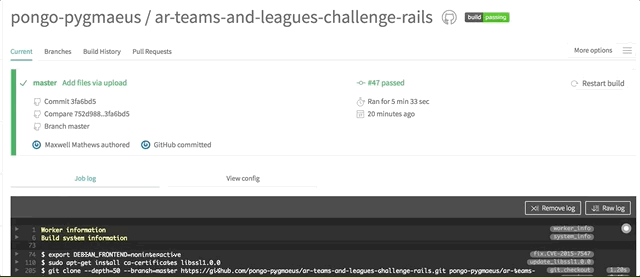 pongo-pygmaeus / ar-teams-and-leagues-challenge-rails build passing
Current Branches Build History Pull Requests More options
master Add files via upload #47 passed Restart build
Commit 3fa6bd5 Ran for 5 min 33 sec
Compare 752d988..3fa6bd5 20 minutes ago
Branch master
Maxwell Mathews authored GitHub committed
Job log View config
Remove log Raw log
1 Worker information worker_info
6 Build system information system_info
73
74 $ export DEBIAN_FRONTEND=noninteractive fix.CVE-2015-7547
118 $ sudo apt-get install ca-certificates libssl1.0.0 update_libssl1.0.0
205 $ git clone --depth=50 --branch=master https://github.com/pongo-pygmaeus/ar-teams-and-leagues-challenge-rails.git pongo-pygmaeus/ar-teams- git.checkout